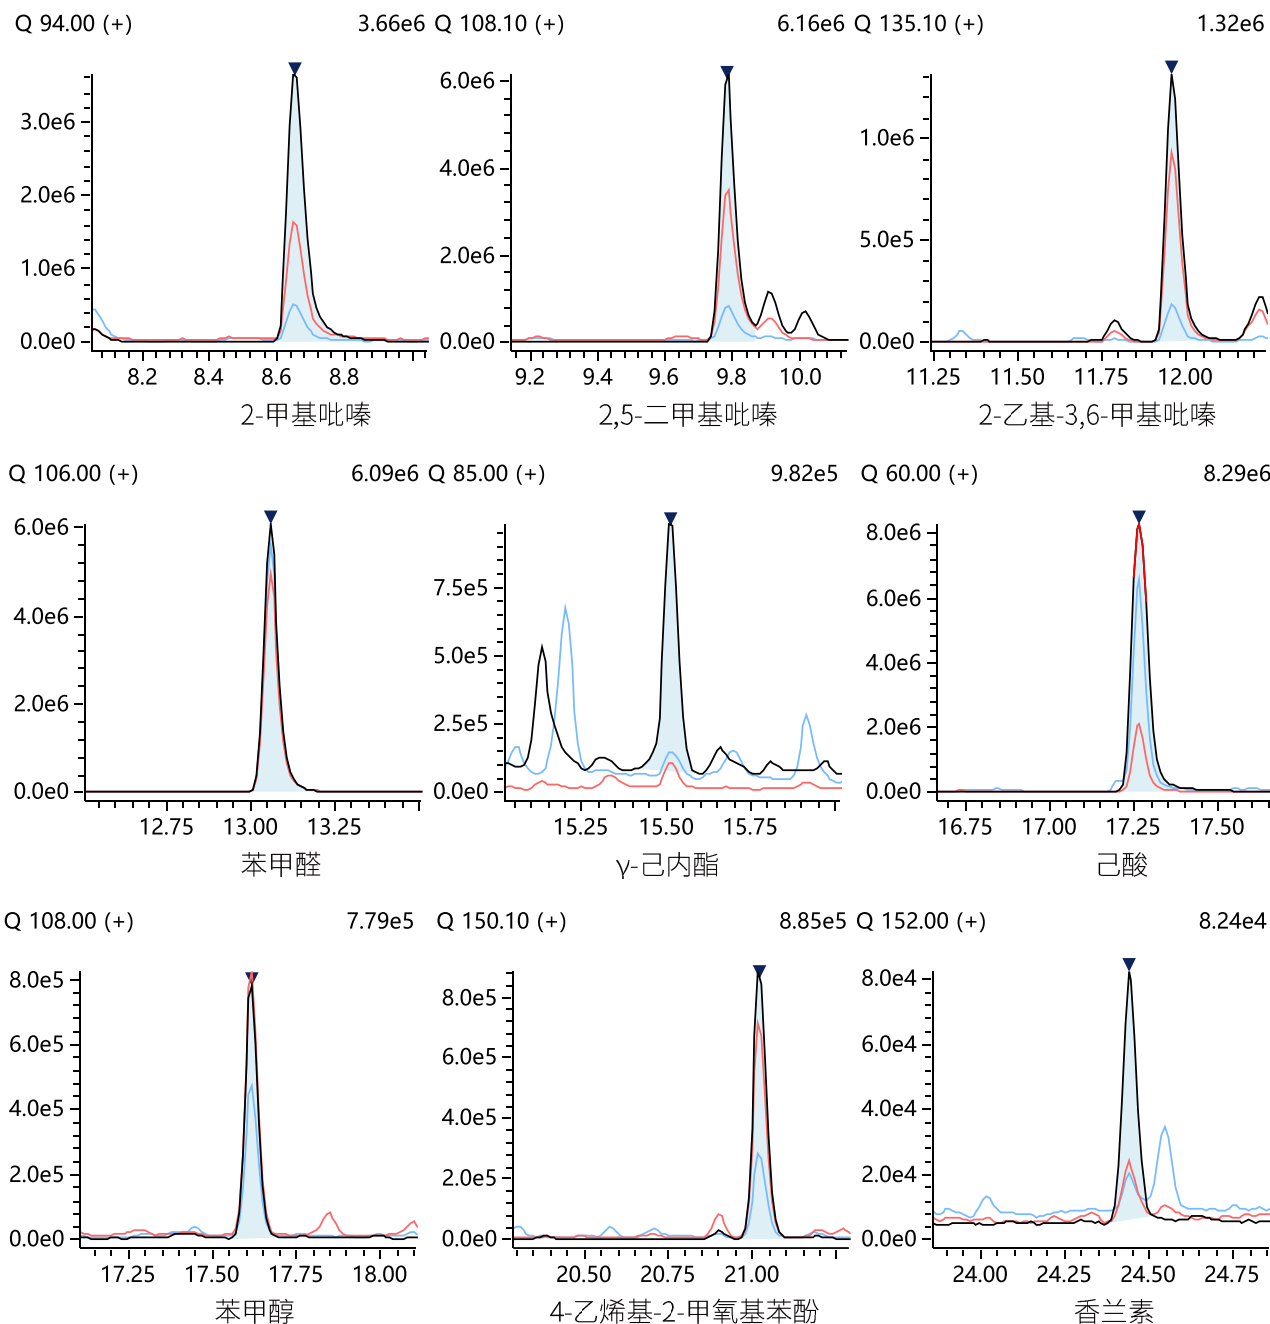 Q 94.00 (+) 3.66e6 Q 108.10 (+) 6.16e6 Q 135.10 (+) 1.32e6
3.0e6
2.0e6
1.0e6
0.0e0
8.2 8.4 8.6 8.8
2-甲基吡嗪
6.0e6
4.0e6
2.0e6
0.0e0
9.2 9.4 9.6 9.8 10.0
2,5-二甲基吡嗪
1.0e6
5.0e5
0.0e0
11.25 11.50 11.75 12.00
2-乙基-3,6-甲基吡嗪
Q 106.00 (+) 6.09e6 Q 85.00 (+) 9.82e5 Q 60.00 (+) 8.29e6
6.0e6
4.0e6
2.0e6
0.0e0
12.75 13.00 13.25
苯甲醛
7.5e5
5.0e5
2.5e5
0.0e0
15.25 15.50 15.75
γ-己内酯
8.0e6
6.0e6
4.0e6
2.0e6
0.0e0
16.75 17.00 17.25 17.50
己酸
Q 108.00 (+) 7.79e5 Q 150.10 (+) 8.85e5 Q 152.00 (+) 8.24e4
8.0e5
6.0e5
4.0e5
2.0e5
0.0e0
17.25 17.50 17.75 18.00
苯甲醇
8.0e5
6.0e5
4.0e5
2.0e5
0.0e0
20.50 20.75 21.00
4-乙烯基-2-甲氧基苯酚
8.0e4
6.0e4
4.0e4
2.0e4
0.0e0
24.00 24.25 24.50 24.75
香兰素